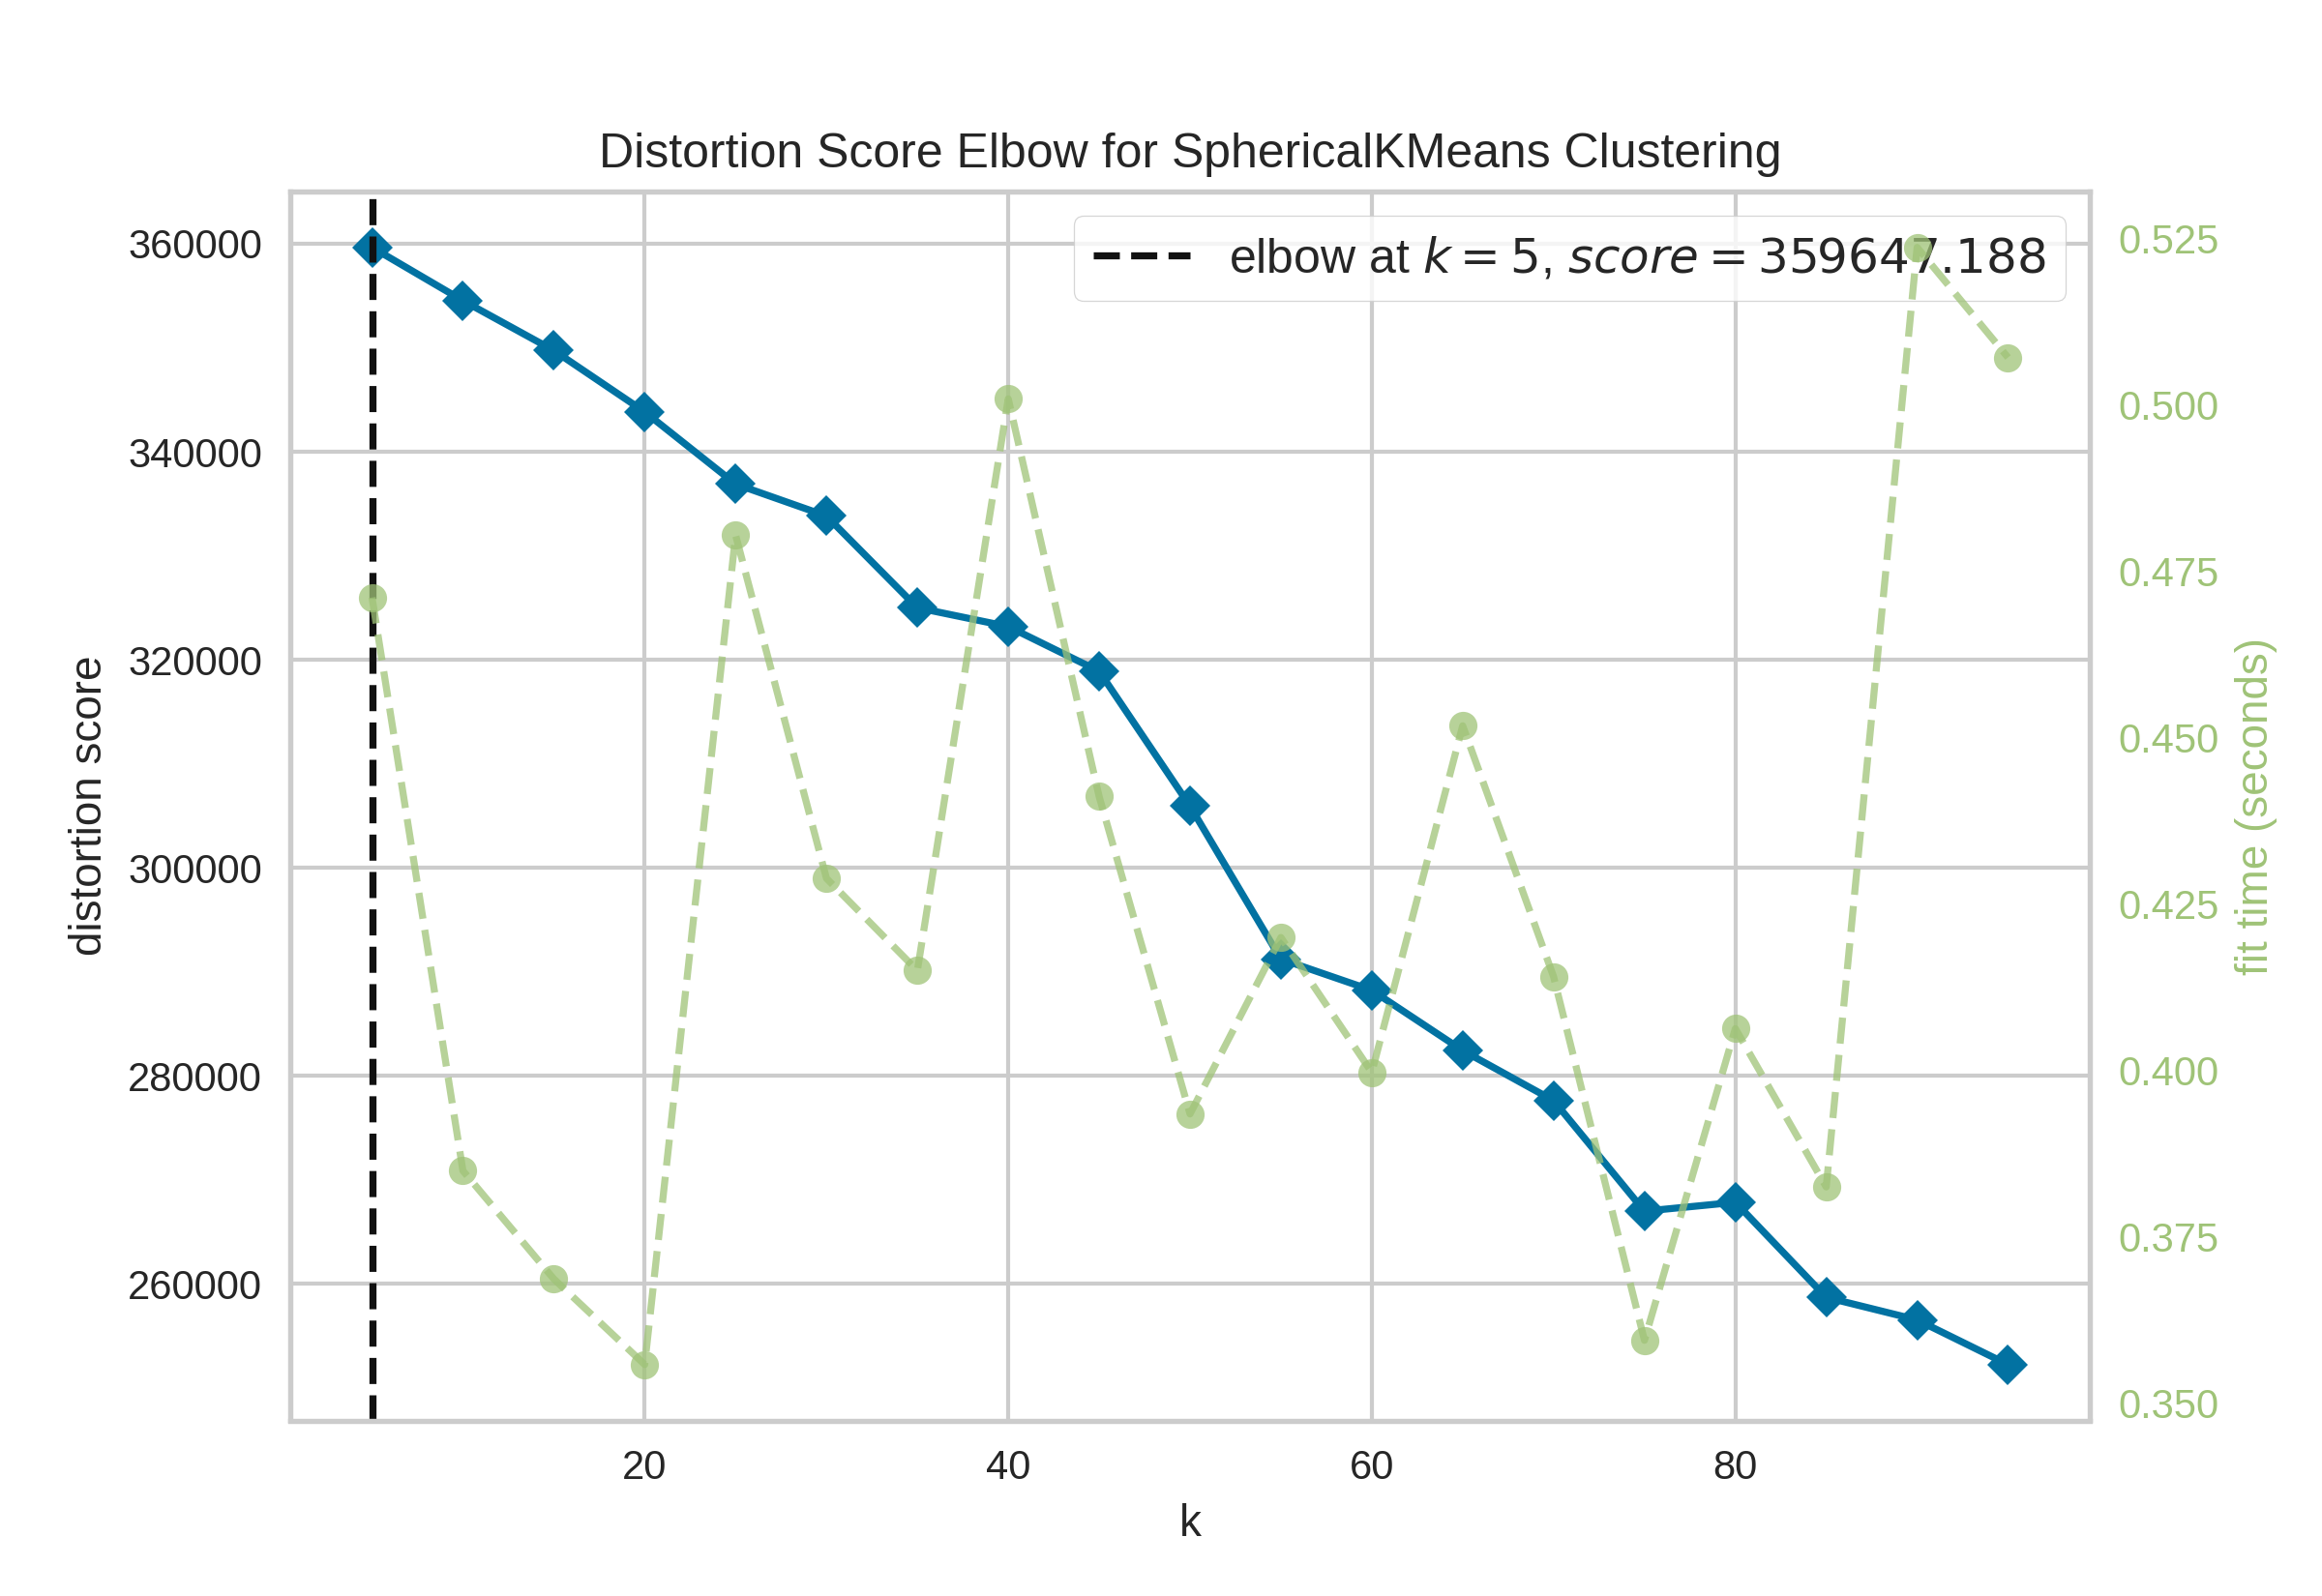 Distortion Score Elbow for SphericalKMeans Clustering
elbow at k = 5, score = 359647.188
360000
340000
320000
300000
280000
260000
distortion score
0.525
0.500
0.475
0.450
0.425
0.400
0.375
0.350
fit time (seconds)
20 40 60 80
k